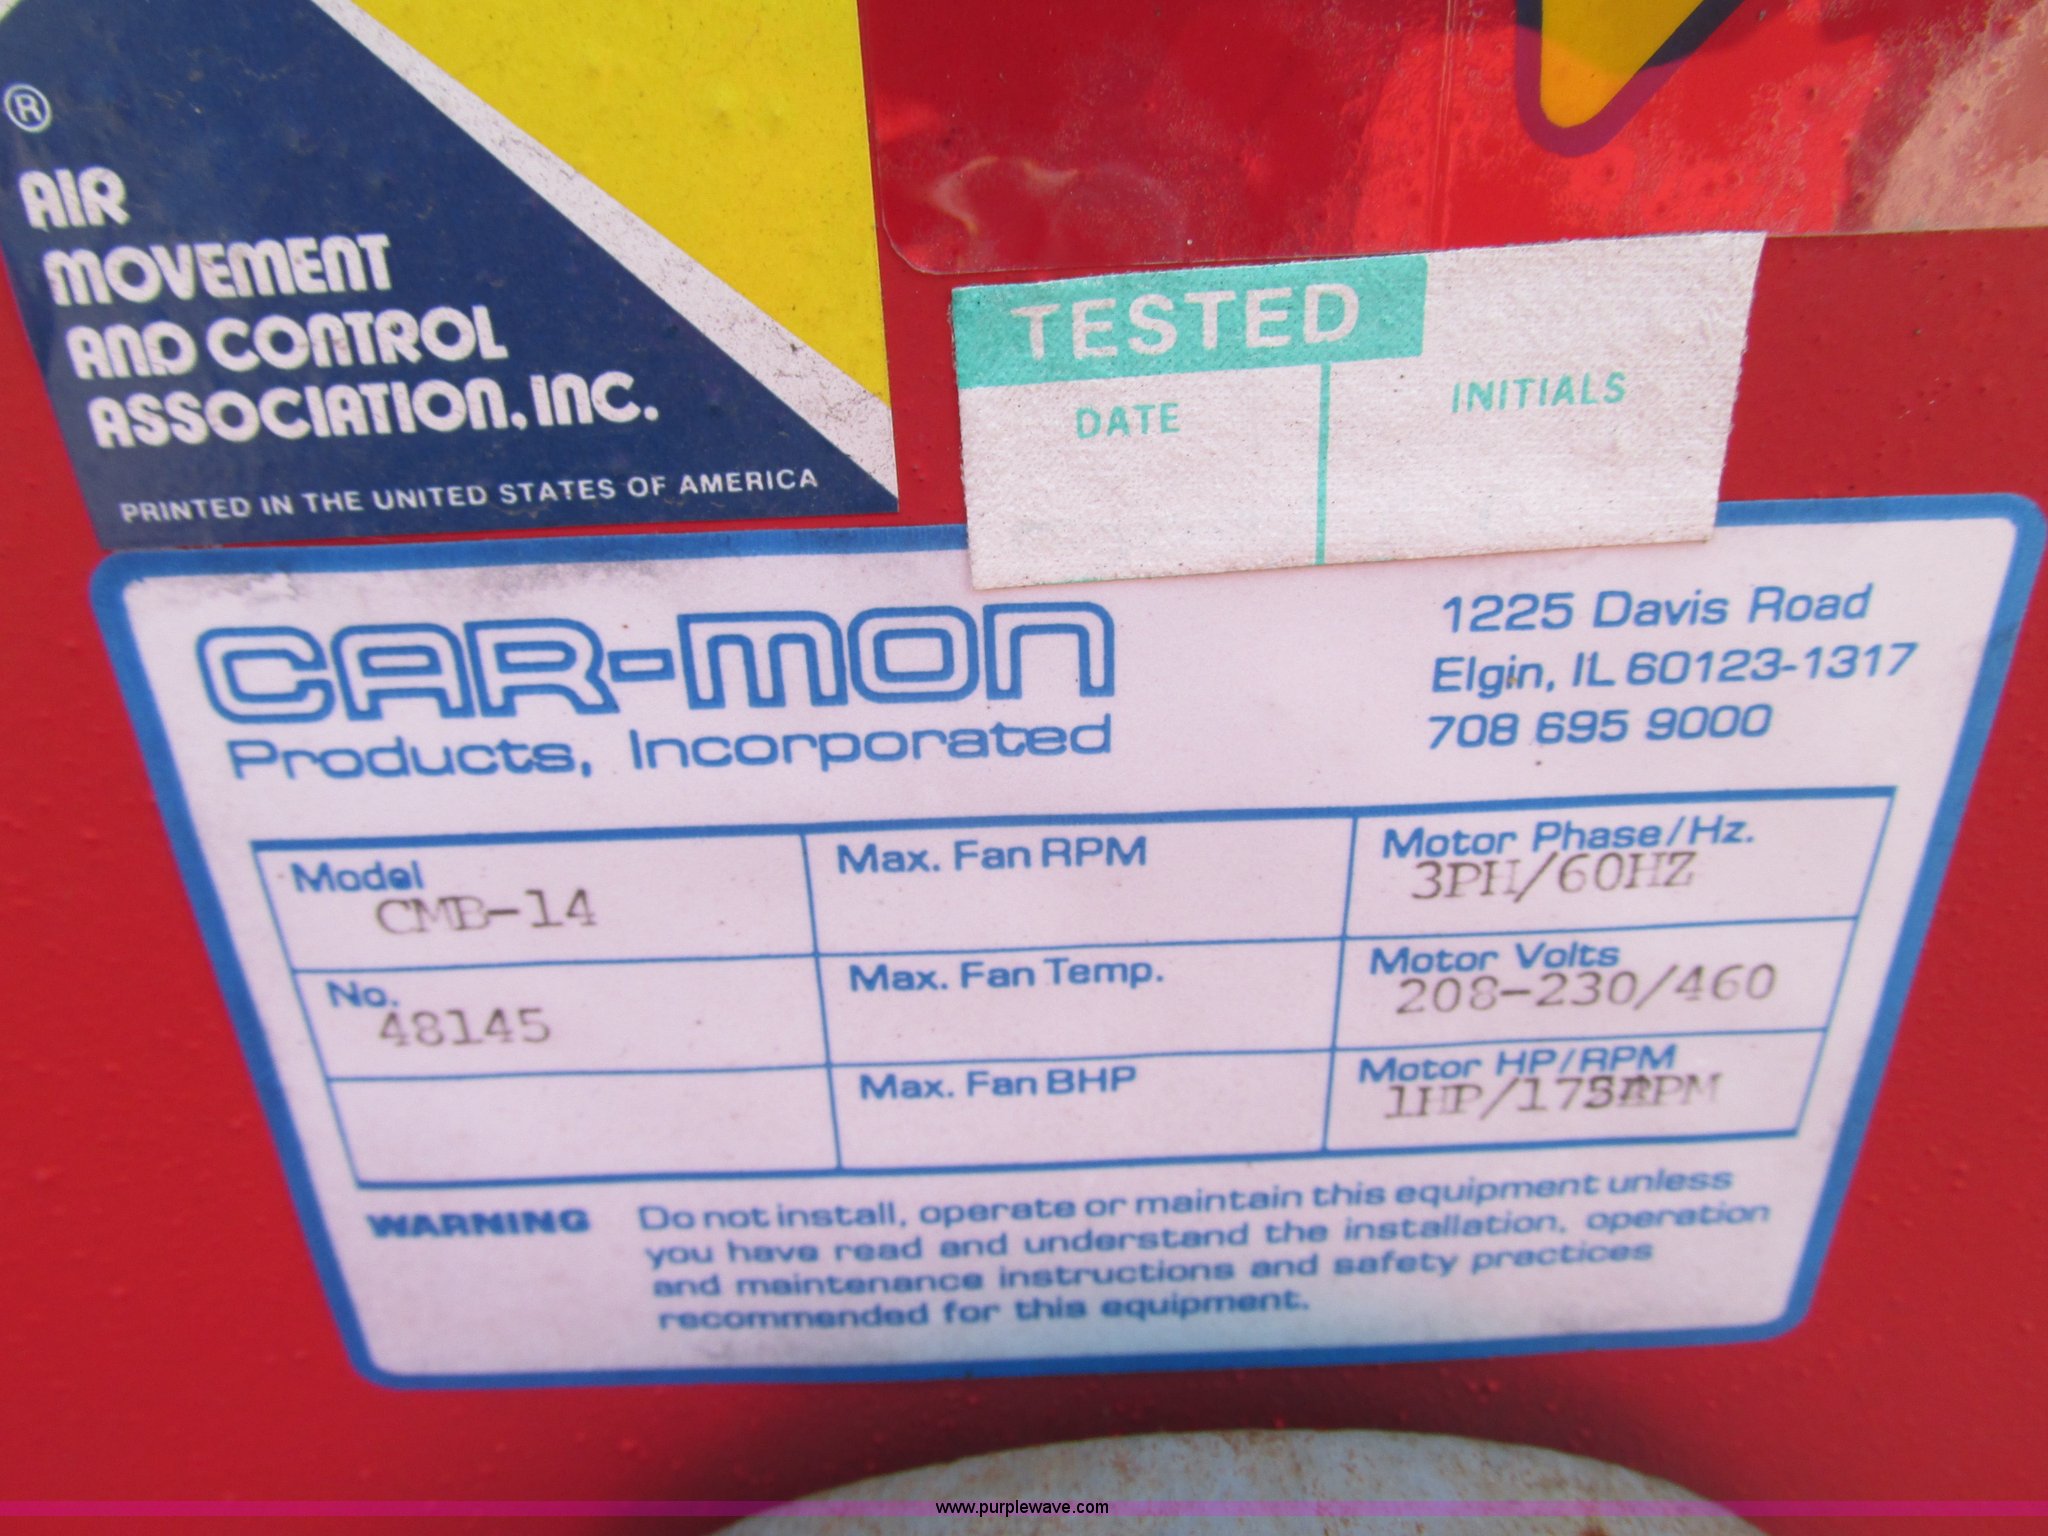 ®
AIR
MOVEMENT
AND CONTROL
ASSOCIATION, INC.
PRINTED IN THE UNITED STATES OF AMERICA
TESTED
DATE
INITIALS
CAR-MON
Products, Incorporated
1225 Davis Road
Elgin, IL 60123-1317
708 695 9000
Model
CMB-14
Max. Fan RPM
Motor Phase/Hz.
3PH/60HZ
No.
48145
Max. Fan Temp.
Motor Volts
208-230/460
Max. Fan BHP
Motor HP/RPM
WARNING Do not install, operate or maintain this equipment unless
you have read and understand the installation, operation
and maintenance instructions and safety practices
recommended for this equipment.
www.purplewave.com